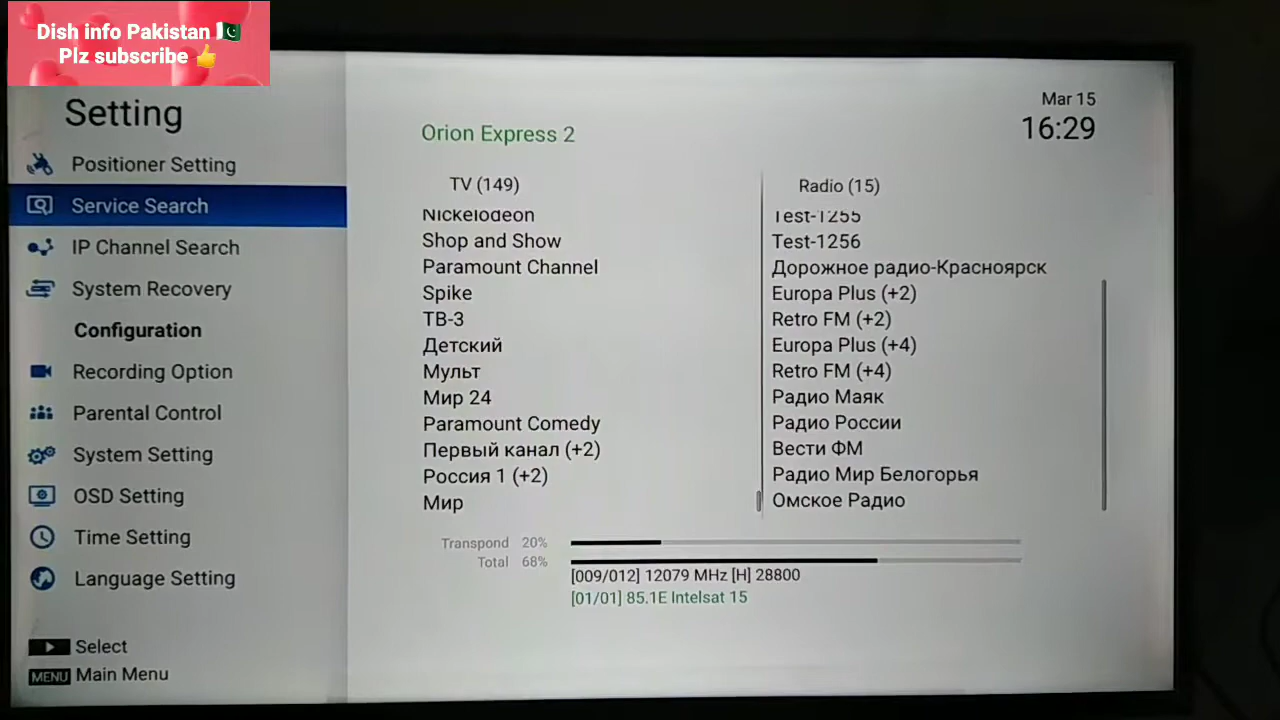 Dish info Pakistan 🇵🇰
Plz subscribe 👍
Setting
Positioner Setting
Service Search
IP Channel Search
System Recovery
Configuration
Recording Option
Parental Control
System Setting
OSD Setting
Time Setting
Language Setting
Select
MENU Main Menu
Mar 15
16:29
Orion Express 2
TV (149)
Nickelodeon
Shop and Show
Paramount Channel
Spike
ТВ-3
Детский
Мульт
Мир 24
Paramount Comedy
Первый канал (+2)
Россия 1 (+2)
Мир
Radio (15)
Test-1255
Test-1256
Дорожное радио-Красноярск
Europa Plus (+2)
Retro FM (+2)
Europa Plus (+4)
Retro FM (+4)
Радио Маяк
Радио России
Вести ФМ
Радио Мир Белогорья
Омское Радио
Transpond 20%
Total 68%
[009/012] 12079 MHz [H] 28800
[01/01] 85.1E Intelsat 15